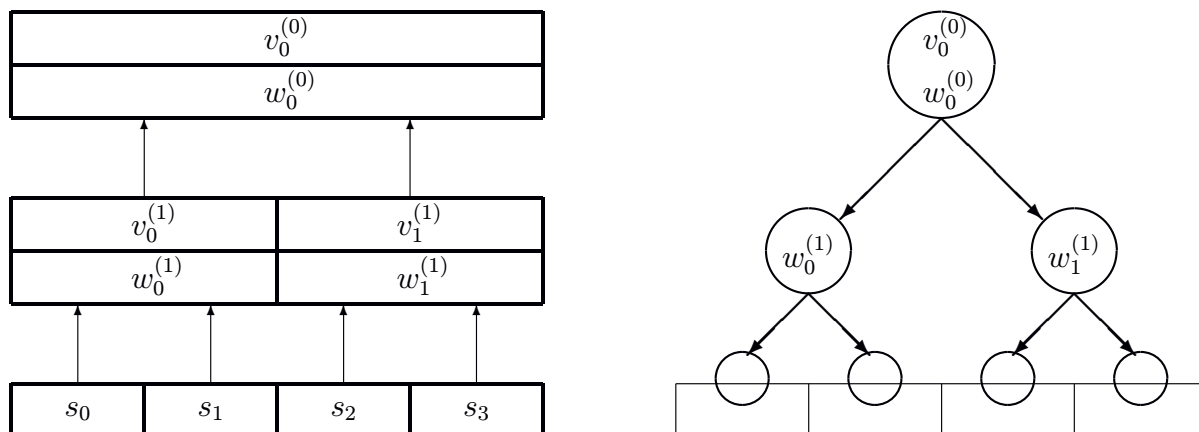 v_0^{(0)}
w_0^{(0)}
v_0^{(1)} v_1^{(1)}
w_0^{(1)} w_1^{(1)}
s_0 s_1 s_2 s_3
v_0^{(0)}
w_0^{(0)}
w_0^{(1)} w_1^{(1)}